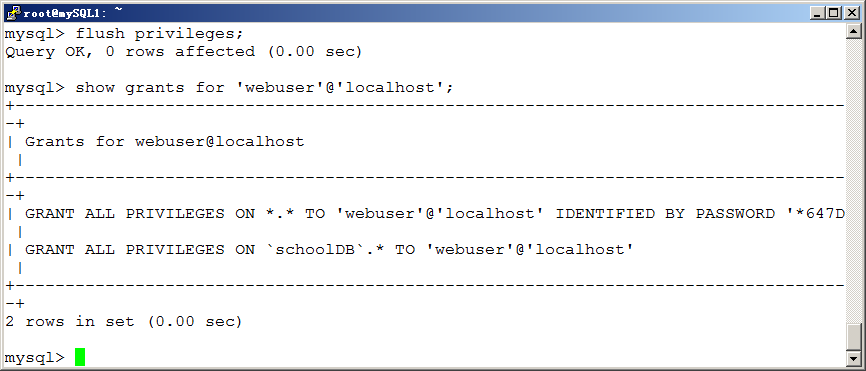 root@mySQL1: ~
mysql> flush privileges;
Query OK, 0 rows affected (0.00 sec)
mysql> show grants for 'webuser'@'localhost';
+-----------------------------------------------------------------------------------
-+
| Grants for webuser@localhost
 |
+-----------------------------------------------------------------------------------
-+
| GRANT ALL PRIVILEGES ON *.* TO 'webuser'@'localhost' IDENTIFIED BY PASSWORD '*647D
 |
| GRANT ALL PRIVILEGES ON `schoolDB`.* TO 'webuser'@'localhost'
 |
+-----------------------------------------------------------------------------------
-+
2 rows in set (0.00 sec)
mysql>